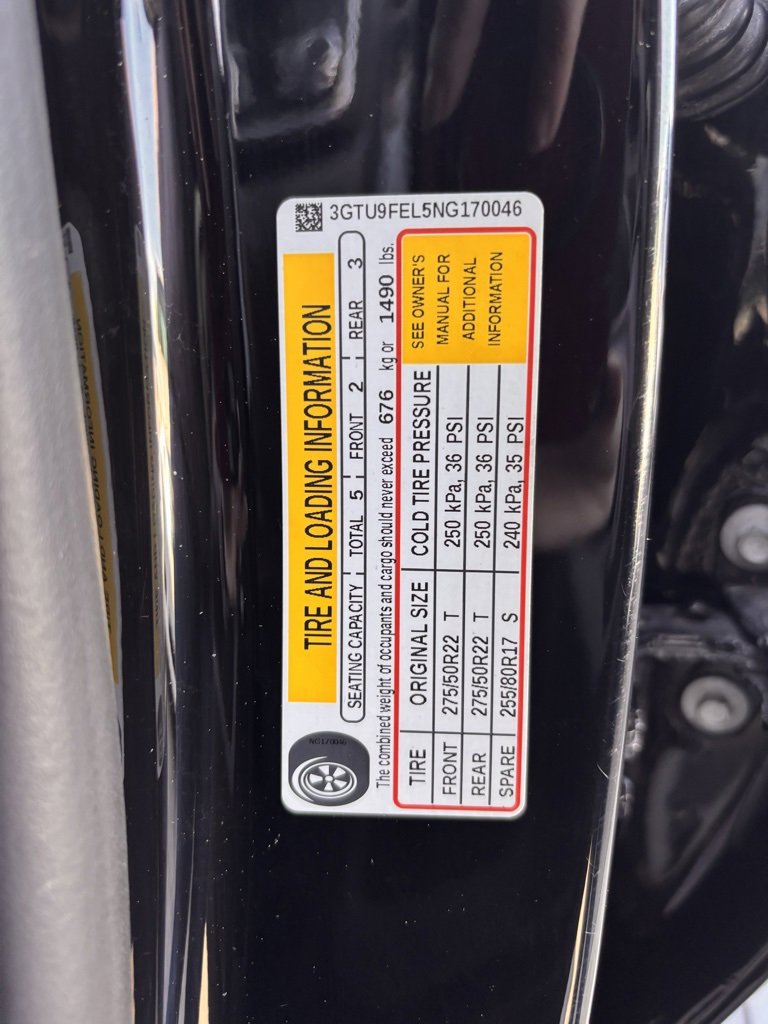 3GTU9FEL5NG170046
TIRE AND LOADING INFORMATION
SEATING CAPACITY TOTAL 5 FRONT 2 REAR 3
The combined weight of occupants and cargo should never exceed 676 kg or 1490 lbs.
TIRE ORIGINAL SIZE COLD TIRE PRESSURE
FRONT 275/50R22 T 250 kPa, 36 PSI
REAR 275/50R22 T 250 kPa, 36 PSI
SPARE 255/80R17 S 240 kPa, 35 PSI
SEE OWNER'S
MANUAL FOR
ADDITIONAL
INFORMATION
NG170046